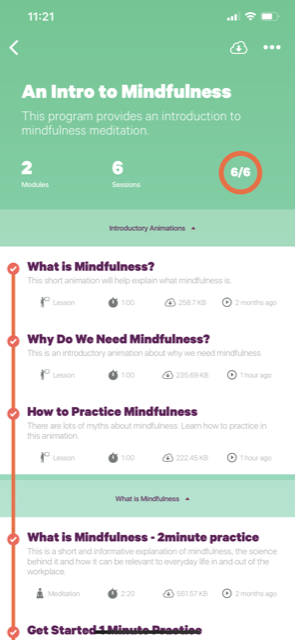 11:21
An Intro to Mindfulness
This program provides an introduction to
mindfulness meditation.
2
Modules
6
Sessions
6/6
Introductory Animations
What is Mindfulness?
This short animation will help explain what mindfulness is.
Lesson 1:00 259.7 KB 2 months ago
Why Do We Need Mindfulness?
This is an introductory animation about why we need mindfulness
Lesson 1:00 235.69 KB 1 hour ago
How to Practice Mindfulness
There are lots of myths about mindfulness. Learn how to practice in
this animation.
Lesson 1:00 222.45 KB 1 hour ago
What is Mindfulness
What is Mindfulness - 2minute practice
This is a short and informative explanation of mindfulness, the science
behind it and how it can be relevant to everyday life in and out of the
workplace.
Meditation 2:20 551.57 KB 2 months ago
Get Started 1 Minute Practice